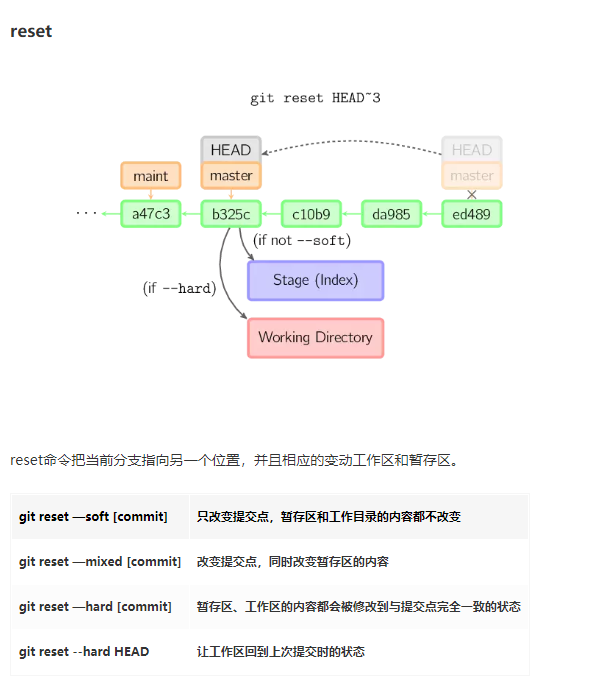 reset
git reset HEAD~3
HEAD HEAD
maint master master
··· a47c3 b325c c10b9 da985 ed489
(if not --soft)
Stage (Index)
(if --hard)
Working Directory
reset命令把当前分支指向另一个位置，并且相应的变动工作区和暂存区。
git reset —soft [commit] 只改变提交点，暂存区和工作目录的内容都不改变
git reset —mixed [commit] 改变提交点，同时改变暂存区的内容
git reset —hard [commit] 暂存区、工作区的内容都会被修改到与提交点完全一致的状态
git reset --hard HEAD 让工作区回到上次提交时的状态